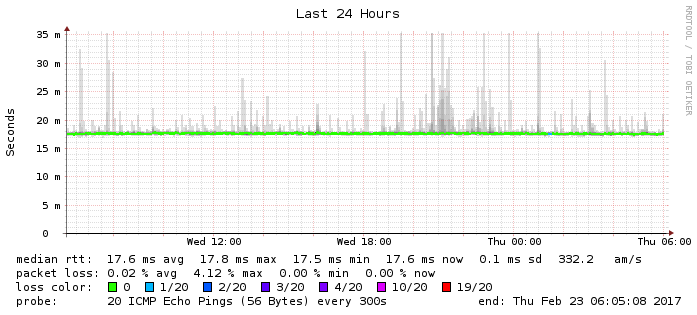 Last 24 Hours
RRDTOOL / TOBI OETIKER
Seconds
35 m
30 m
25 m
20 m
15 m
10 m
5 m
0
Wed 12:00 Wed 18:00 Thu 00:00 Thu 06:00
median rtt: 17.6 ms avg 17.8 ms max 17.5 ms min 17.6 ms now 0.1 ms sd 332.2 am/s
packet loss: 0.02 % avg 4.12 % max 0.00 % min 0.00 % now
loss color: 0 1/20 2/20 3/20 4/20 10/20 19/20
probe: 20 ICMP Echo Pings (56 Bytes) every 300s end: Thu Feb 23 06:05:08 2017